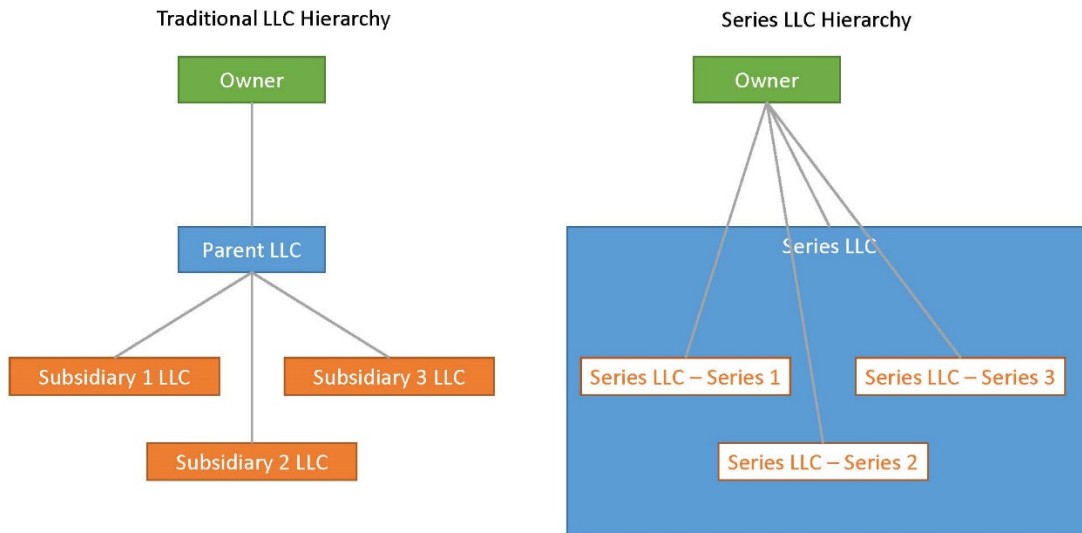 Traditional LLC Hierarchy
Owner
Parent LLC
Subsidiary 1 LLC
Subsidiary 3 LLC
Subsidiary 2 LLC
Series LLC Hierarchy
Owner
Series LLC
Series LLC – Series 1
Series LLC – Series 3
Series LLC – Series 2